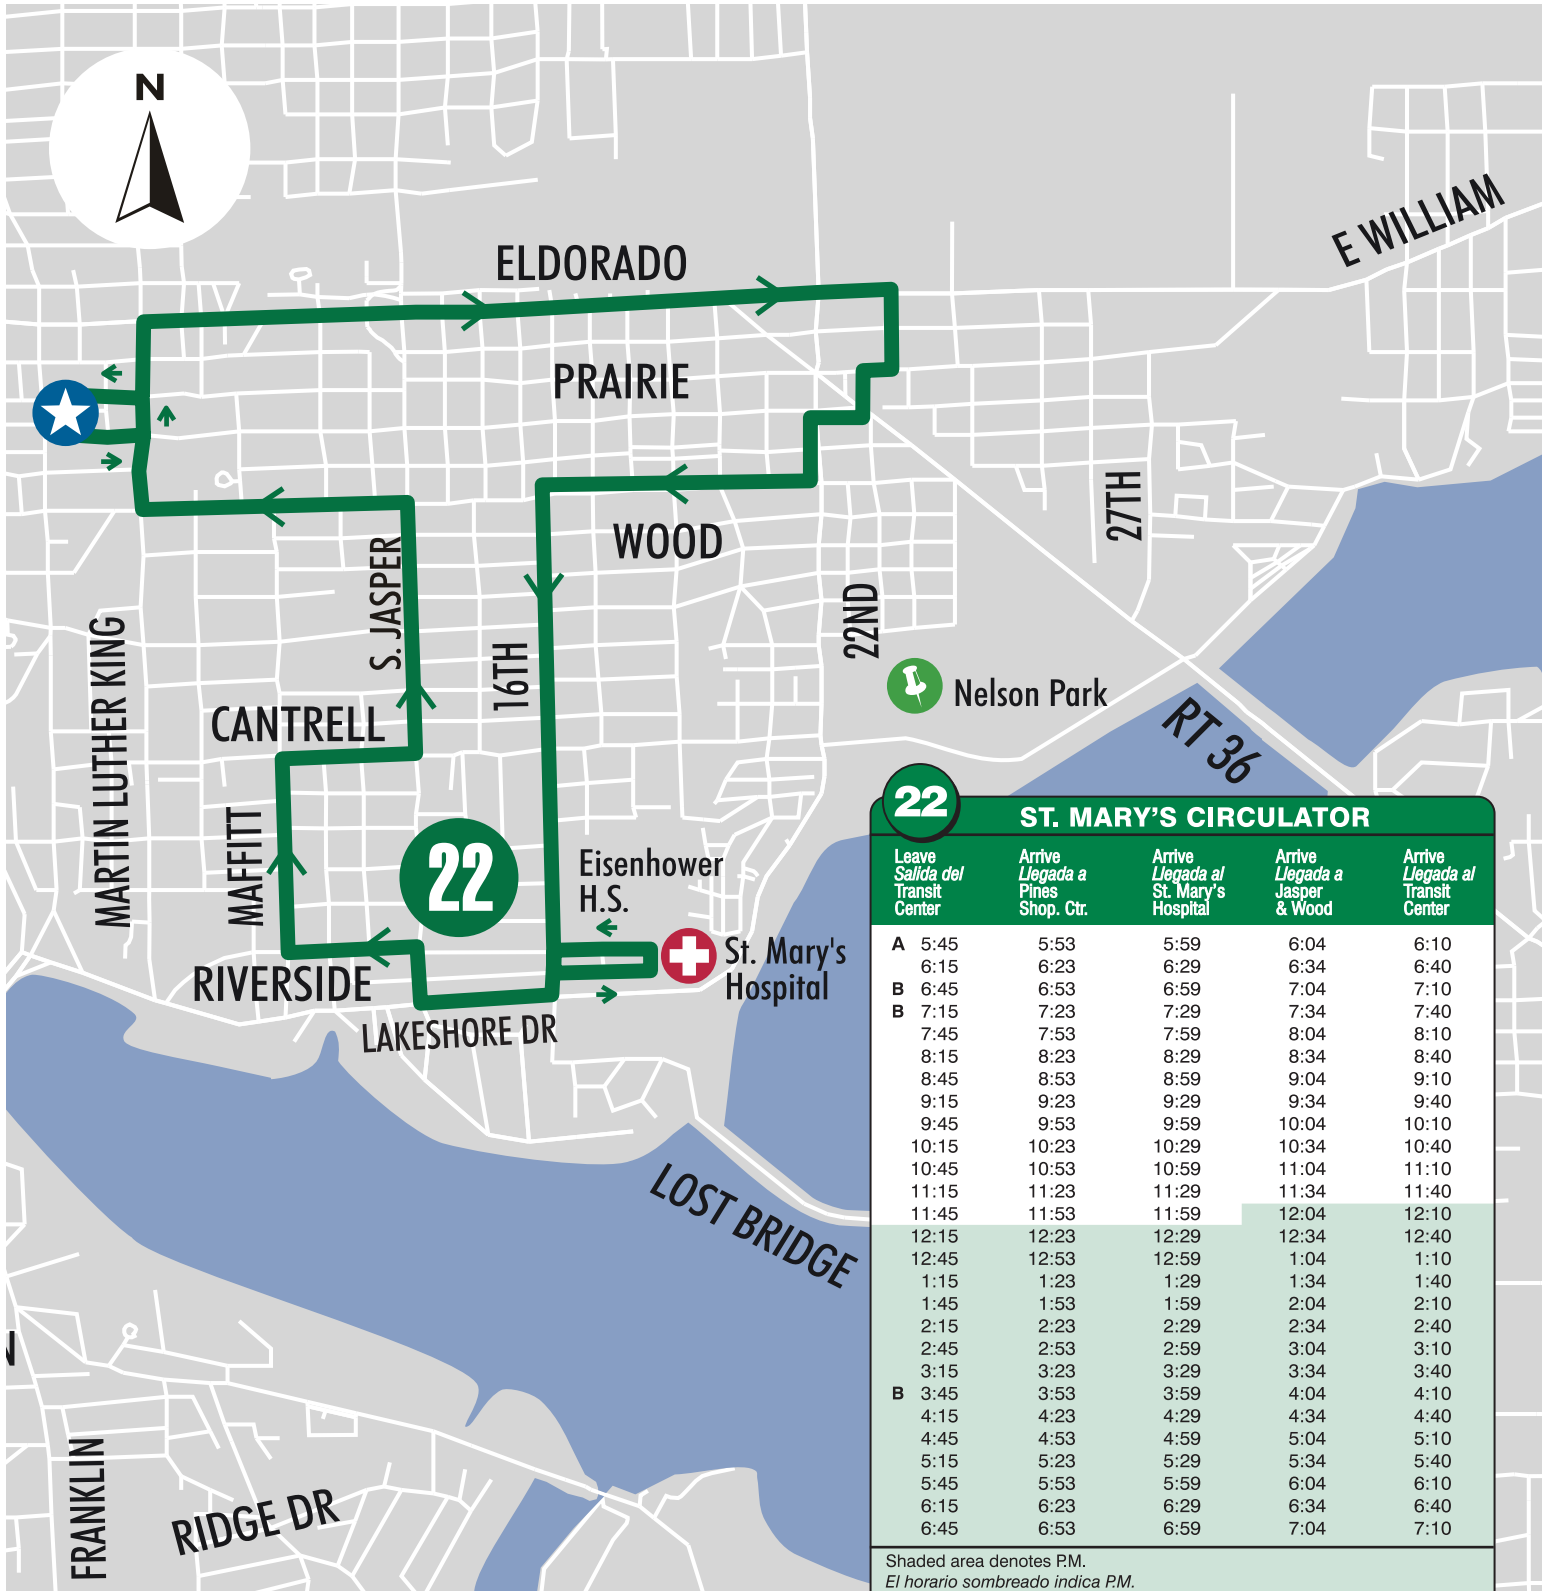 N
E WILLIAM
ELDORADO
PRAIRIE
WOOD
27TH
S. JASPER
16TH
22ND
MARTIN LUTHER KING
Nelson Park
CANTRELL
RT 36
MAFFITT
22
Eisenhower
H.S.
St. Mary's
Hospital
RIVERSIDE
LAKESHORE DR
LOST BRIDGE
N
FRANKLIN
RIDGE DR
22
ST. MARY'S CIRCULATOR
Leave Arrive Arrive Arrive Arrive
Salida del Llegada a Llegada al Llegada a Llegada al
Transit Pines St. Mary's Jasper Transit
Center Shop. Ctr. Hospital & Wood Center
A 5:45 5:53 5:59 6:04 6:10
6:15 6:23 6:29 6:34 6:40
B 6:45 6:53 6:59 7:04 7:10
B 7:15 7:23 7:29 7:34 7:40
7:45 7:53 7:59 8:04 8:10
8:15 8:23 8:29 8:34 8:40
8:45 8:53 8:59 9:04 9:10
9:15 9:23 9:29 9:34 9:40
9:45 9:53 9:59 10:04 10:10
10:15 10:23 10:29 10:34 10:40
10:45 10:53 10:59 11:04 11:10
11:15 11:23 11:29 11:34 11:40
11:45 11:53 11:59 12:04 12:10
12:15 12:23 12:29 12:34 12:40
12:45 12:53 12:59 1:04 1:10
1:15 1:23 1:29 1:34 1:40
1:45 1:53 1:59 2:04 2:10
2:15 2:23 2:29 2:34 2:40
2:45 2:53 2:59 3:04 3:10
3:15 3:23 3:29 3:34 3:40
B 3:45 3:53 3:59 4:04 4:10
4:15 4:23 4:29 4:34 4:40
4:45 4:53 4:59 5:04 5:10
5:15 5:23 5:29 5:34 5:40
5:45 5:53 5:59 6:04 6:10
6:15 6:23 6:29 6:34 6:40
6:45 6:53 6:59 7:04 7:10
Shaded area denotes P.M.
El horario sombreado indica P.M.